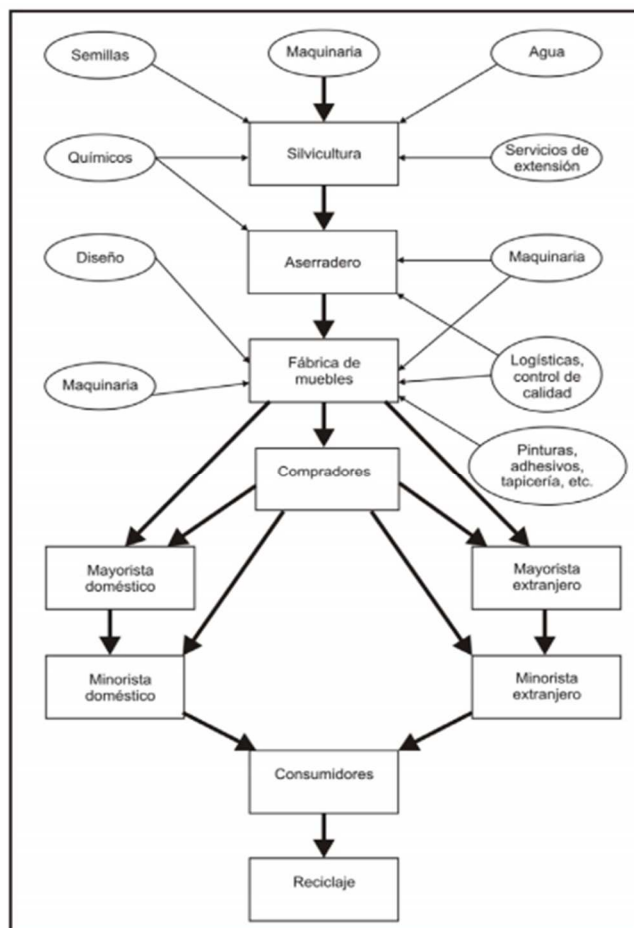 Semillas
Maquinaria
Agua
Químicos
Silvicultura
Servicios de
extensión
Diseño
Aserradero
Maquinaria
Maquinaria
Fábrica de
muebles
Logísticas,
control de
calidad
Pinturas,
adhesivos,
tapicería, etc.
Compradores
Mayorista
doméstico
Mayorista
extranjero
Minorista
doméstico
Minorista
extranjero
Consumidores
Reciclaje